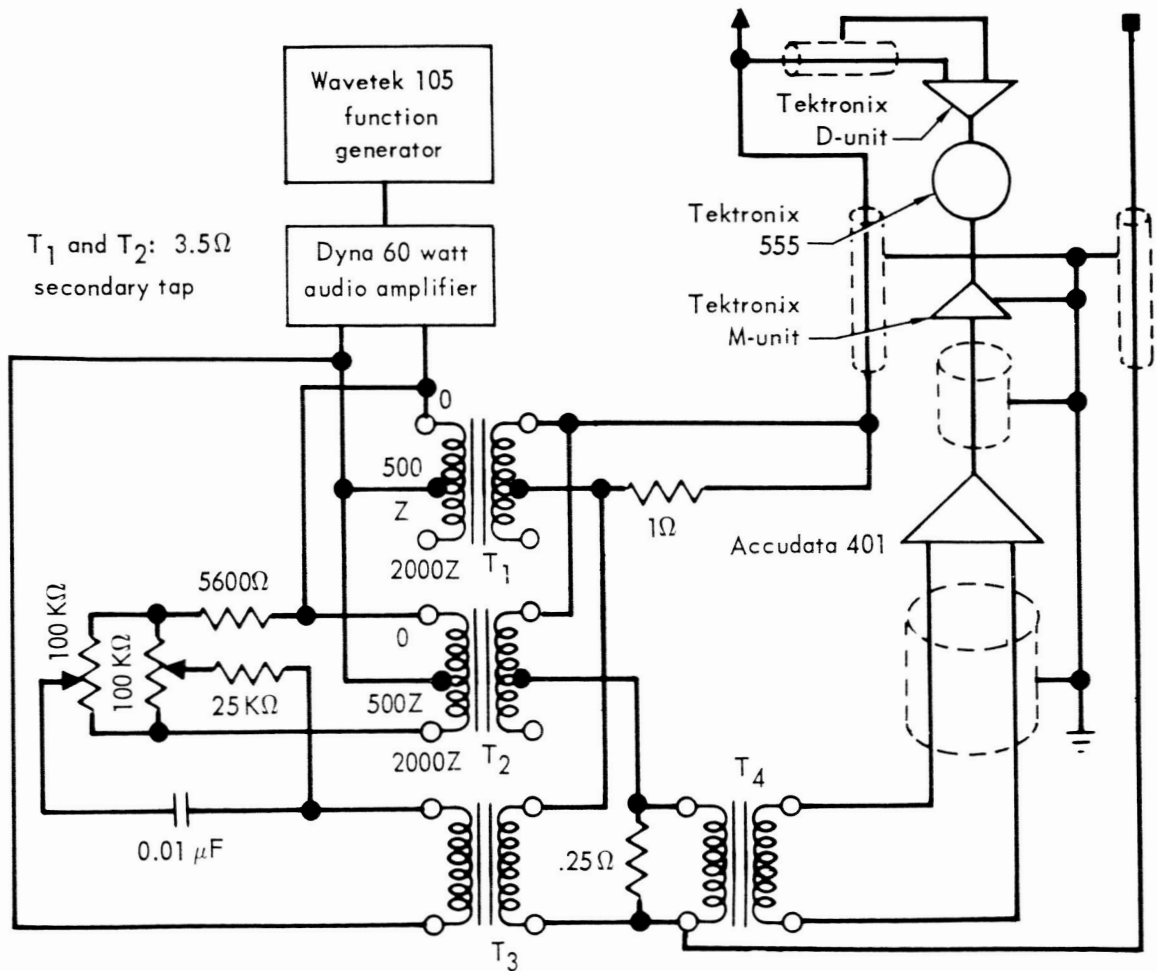 Wavetek 105
function
generator
Dyna 60 watt
audio amplifier
T1 and T2: 3.5Ω
secondary tap
Tektronix
D-unit
Tektronix
555
Tektronix
M-unit
Accudata 401
0
500
Z
2000Z
T1
1Ω
5600Ω
100 KΩ
100 KΩ
25 KΩ
0
500Z
2000Z
T2
0.01 μF
T3
.25Ω
T4